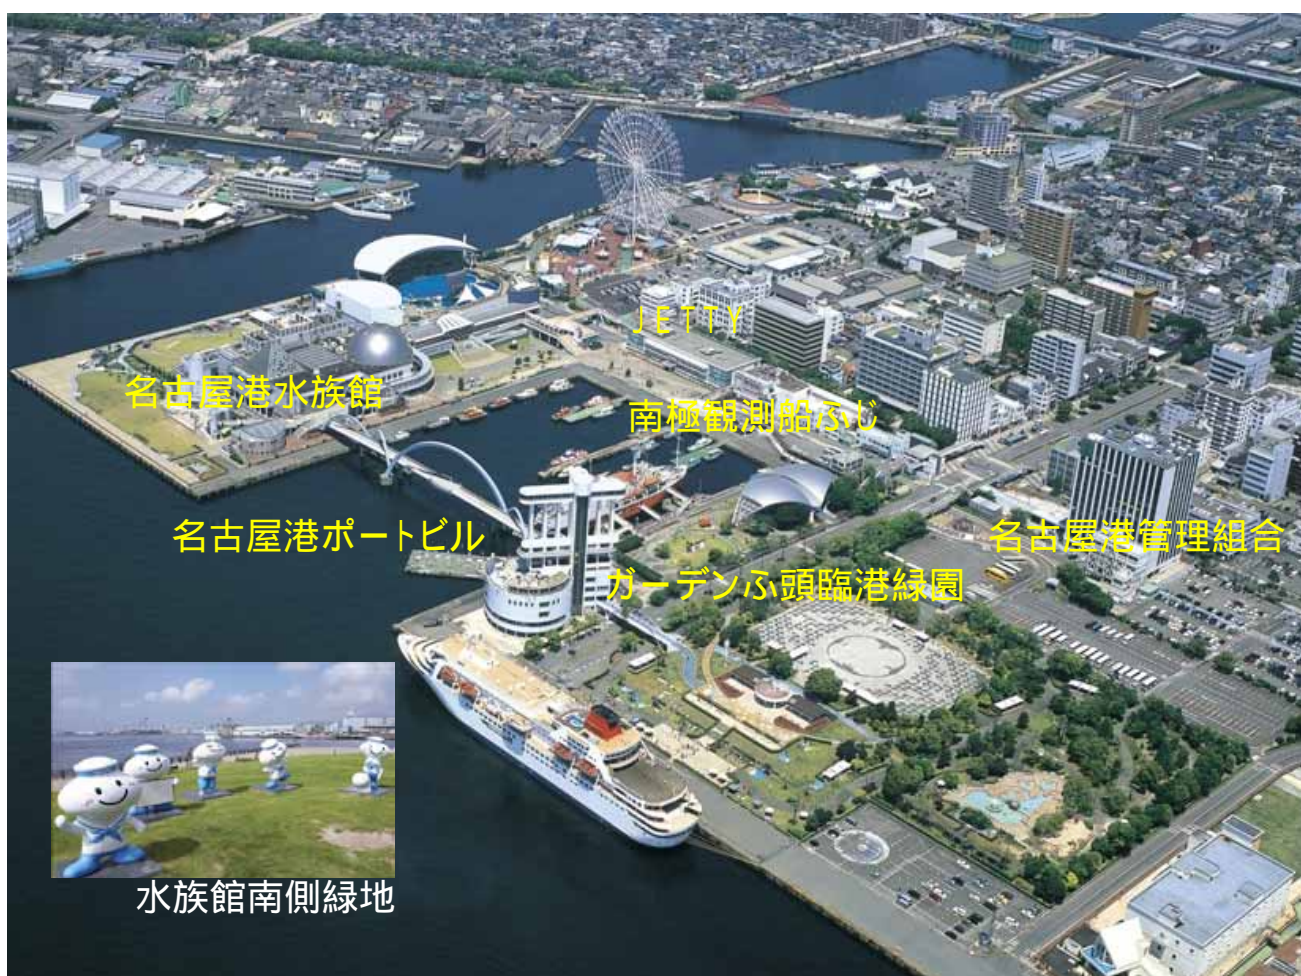 JETTY
名古屋港水族館
南極観測船ふじ
名古屋港ポートビル
名古屋港管理組合
ガーデンふ頭臨港緑園
水族館南側緑地